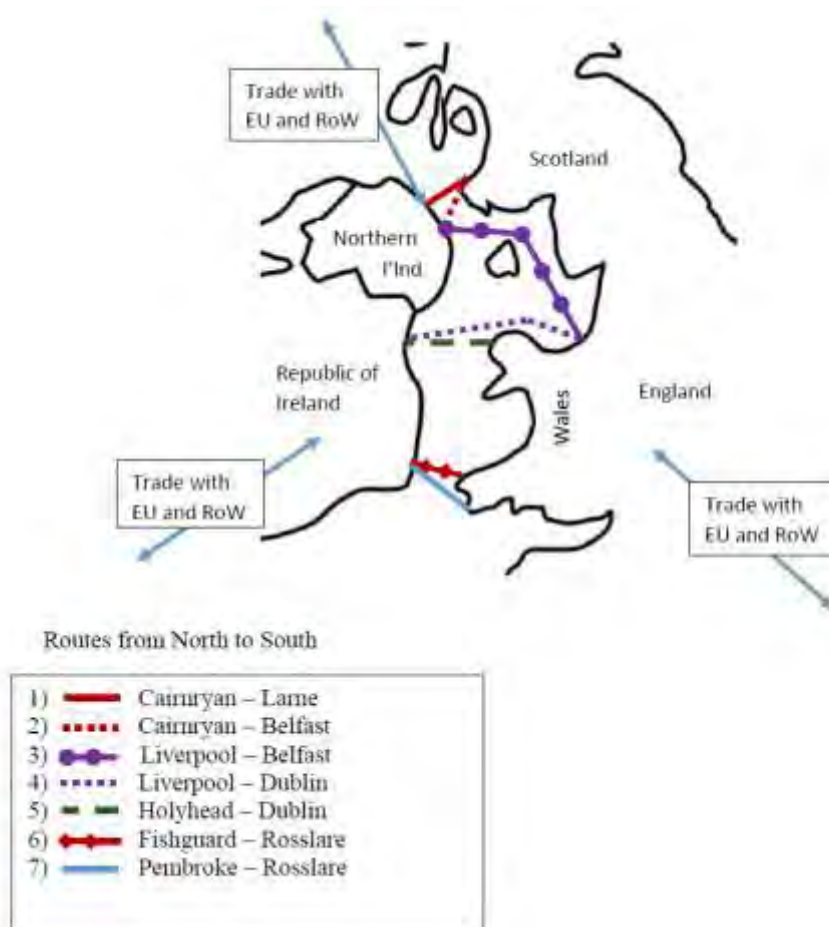 Trade with
EU and RoW
Scotland
Northern
I'Ind
Republic of
Ireland
Wales
England
Trade with
EU and RoW
Trade with
EU and RoW
Routes from North to South
1) Cairnryan – Larne
2) Cairnryan – Belfast
3) Liverpool – Belfast
4) Liverpool – Dublin
5) Holyhead – Dublin
6) Fishguard – Rosslare
7) Pembroke – Rosslare